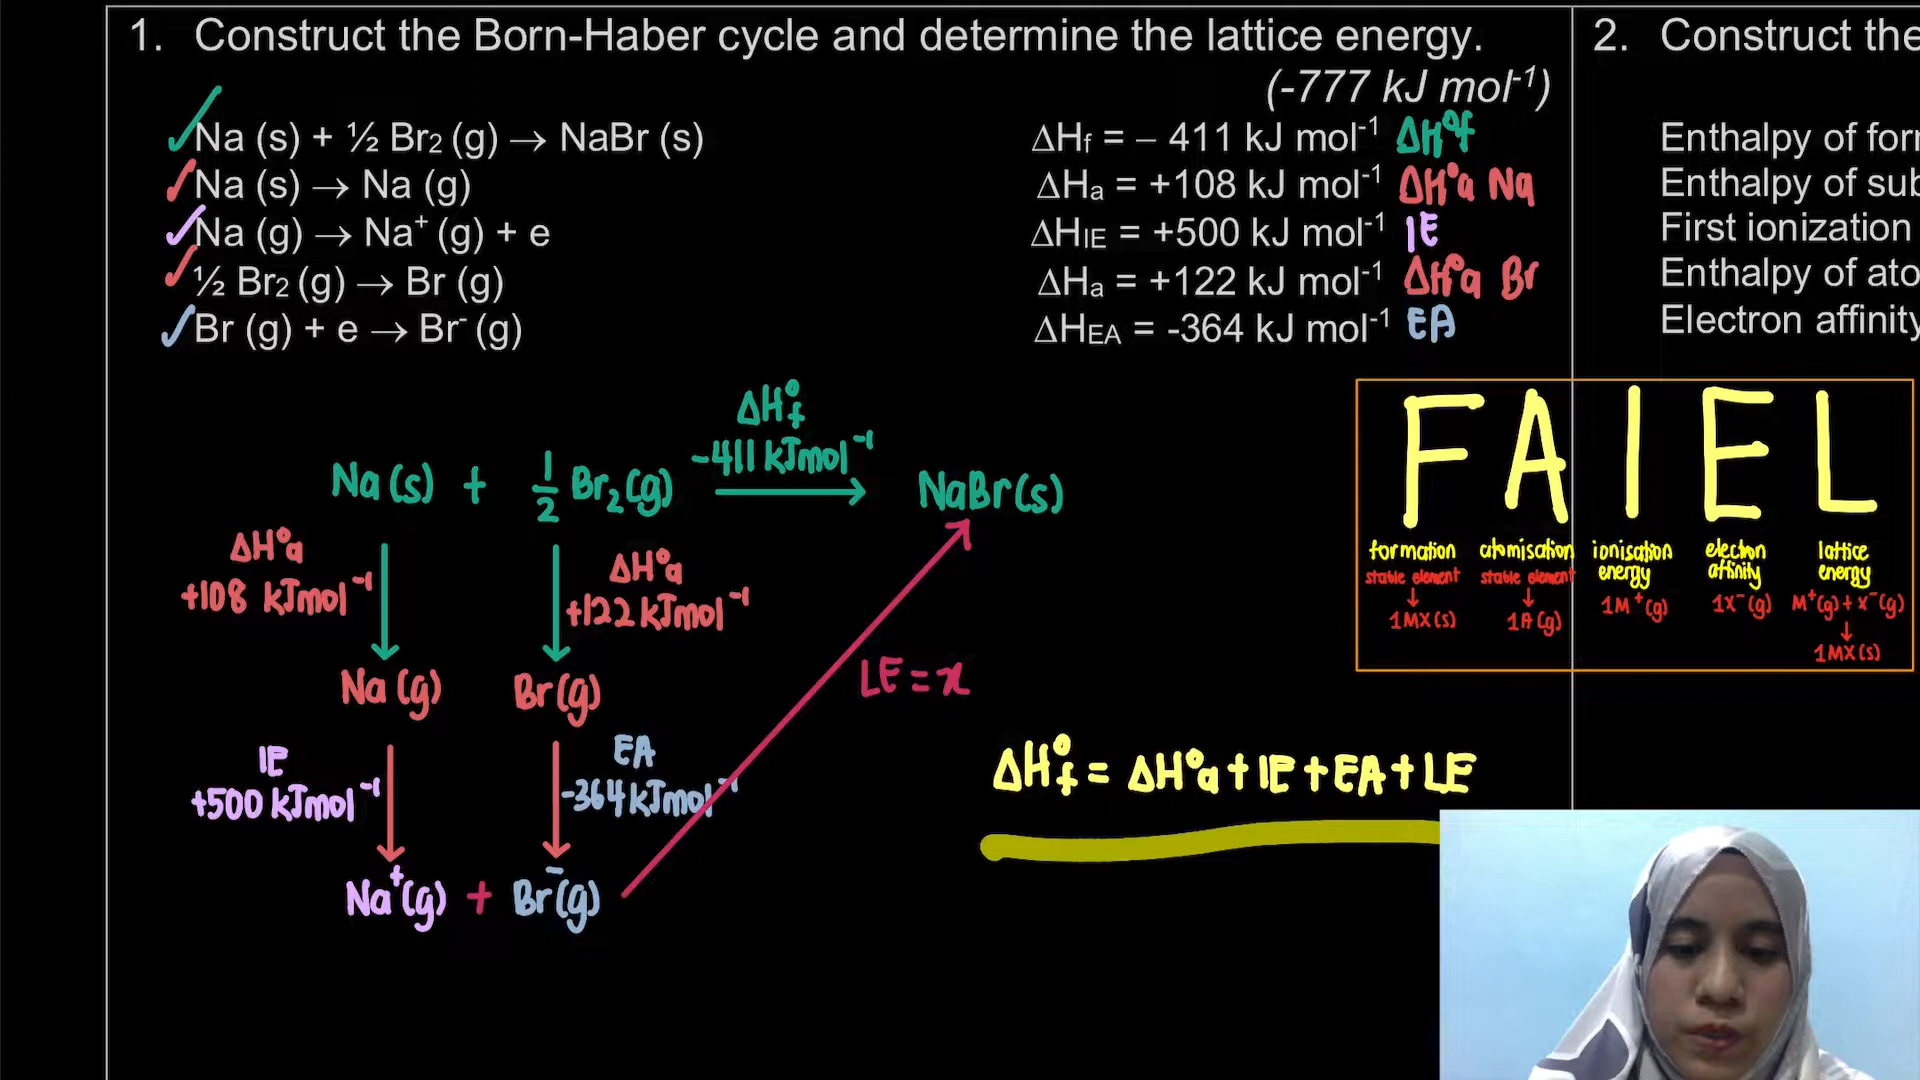 1. Construct the Born-Haber cycle and determine the lattice energy.
(-777 kJ mol⁻¹)
Na (s) + ½ Br₂ (g) → NaBr (s) ΔHf = – 411 kJ mol⁻¹ ΔH°f
Na (s) → Na (g) ΔHa = +108 kJ mol⁻¹ ΔH°a Na
Na (g) → Na⁺ (g) + e ΔHIE = +500 kJ mol⁻¹ IE
½ Br₂ (g) → Br (g) ΔHa = +122 kJ mol⁻¹ ΔH°a Br
Br (g) + e → Br⁻ (g) ΔHEA = -364 kJ mol⁻¹ EA
2. Construct the
Enthalpy of
Enthalpy of
First ionization
Enthalpy of
Electron affinity
ΔH°f
-411 kJmol⁻¹
Na (s) + 1/2 Br₂(g) → NaBr(s)
ΔH°a
+108 kJmol⁻¹
ΔH°a
+122 kJmol⁻¹
Na (g) Br(g)
LE = x
IE
+500 kJmol⁻¹
EA
-364 kJmol⁻¹
Na⁺(g) + Br⁻(g)
F A I E L
formation atomisation ionisation energy electron affinity lattice energy
stable element stable element 1M⁺(g) 1X⁻(g) M⁺(g) + X⁻(g)
↓ ↓ ↓
1MX(s) 1A(g) 1MX(s)
ΔH°f = ΔH°a + IE + EA + LE